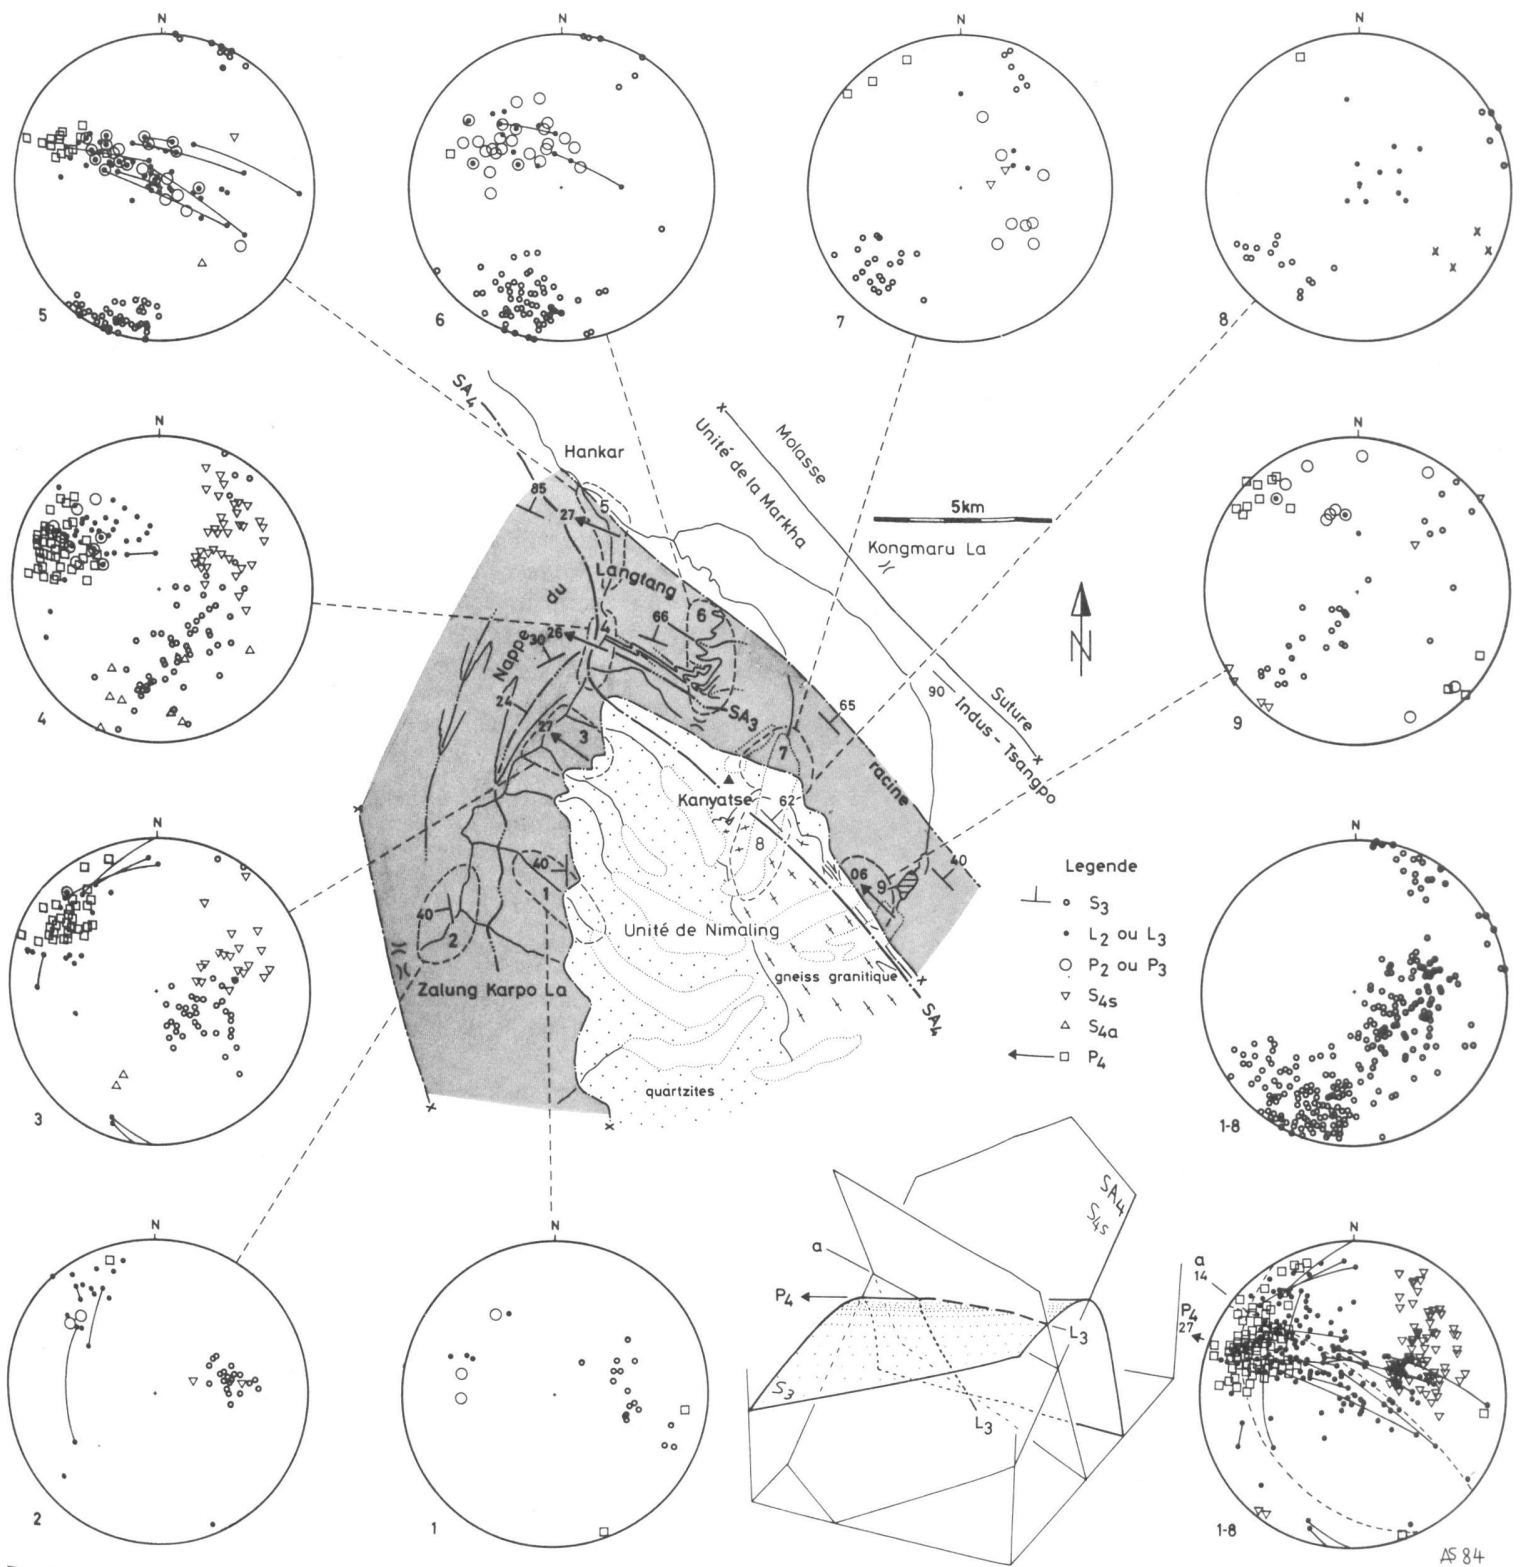 N
N
N
N
5
6
7
8
SA4
Hankar
Molasse
Unité de la Markha
5km
Kongmaru La
85
27
5
N
N
Langtang
Nappe du
66
6
30
26
4
24
SA3
27
3
65
90
Indus - Tsangpo
Suture
N
4
9
7
racine
Kanyatse
62
8
N
N
40
1
40
2
06
9
40
Unité de Nimaling
gneiss granitique
Zalung Karpo La
SA4
quartzites
Legende
S3
L2 ou L3
P2 ou P3
S4s
S4a
P4
3
1-8
N
N
N
SA4
S4s
a
P4
L3
S3
L3
a
14
P4
27
2
1
1-8
AS 84